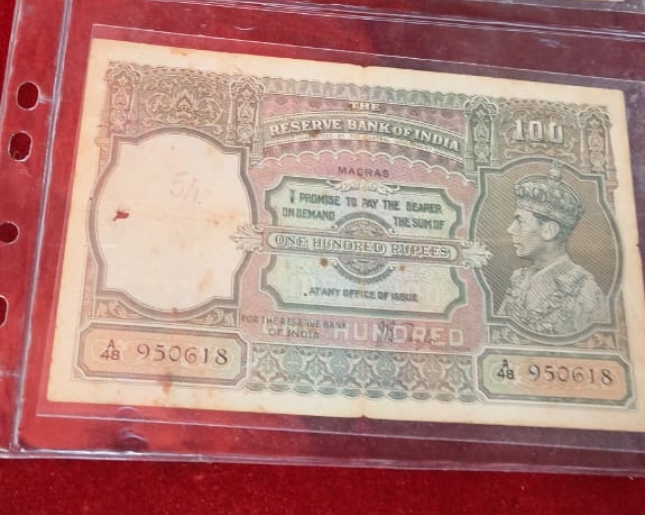 THE
RESERVE BANK OF INDIA
100
MADRAS
I PROMISE TO PAY THE BEARER
ON DEMAND THE SUM OF
ONE HUNDRED RUPEES
AT ANY OFFICE OF ISSUE
FOR THE RESERVE BANK
OF INDIA
HUNDRED
A
48 950618
A
48 950618